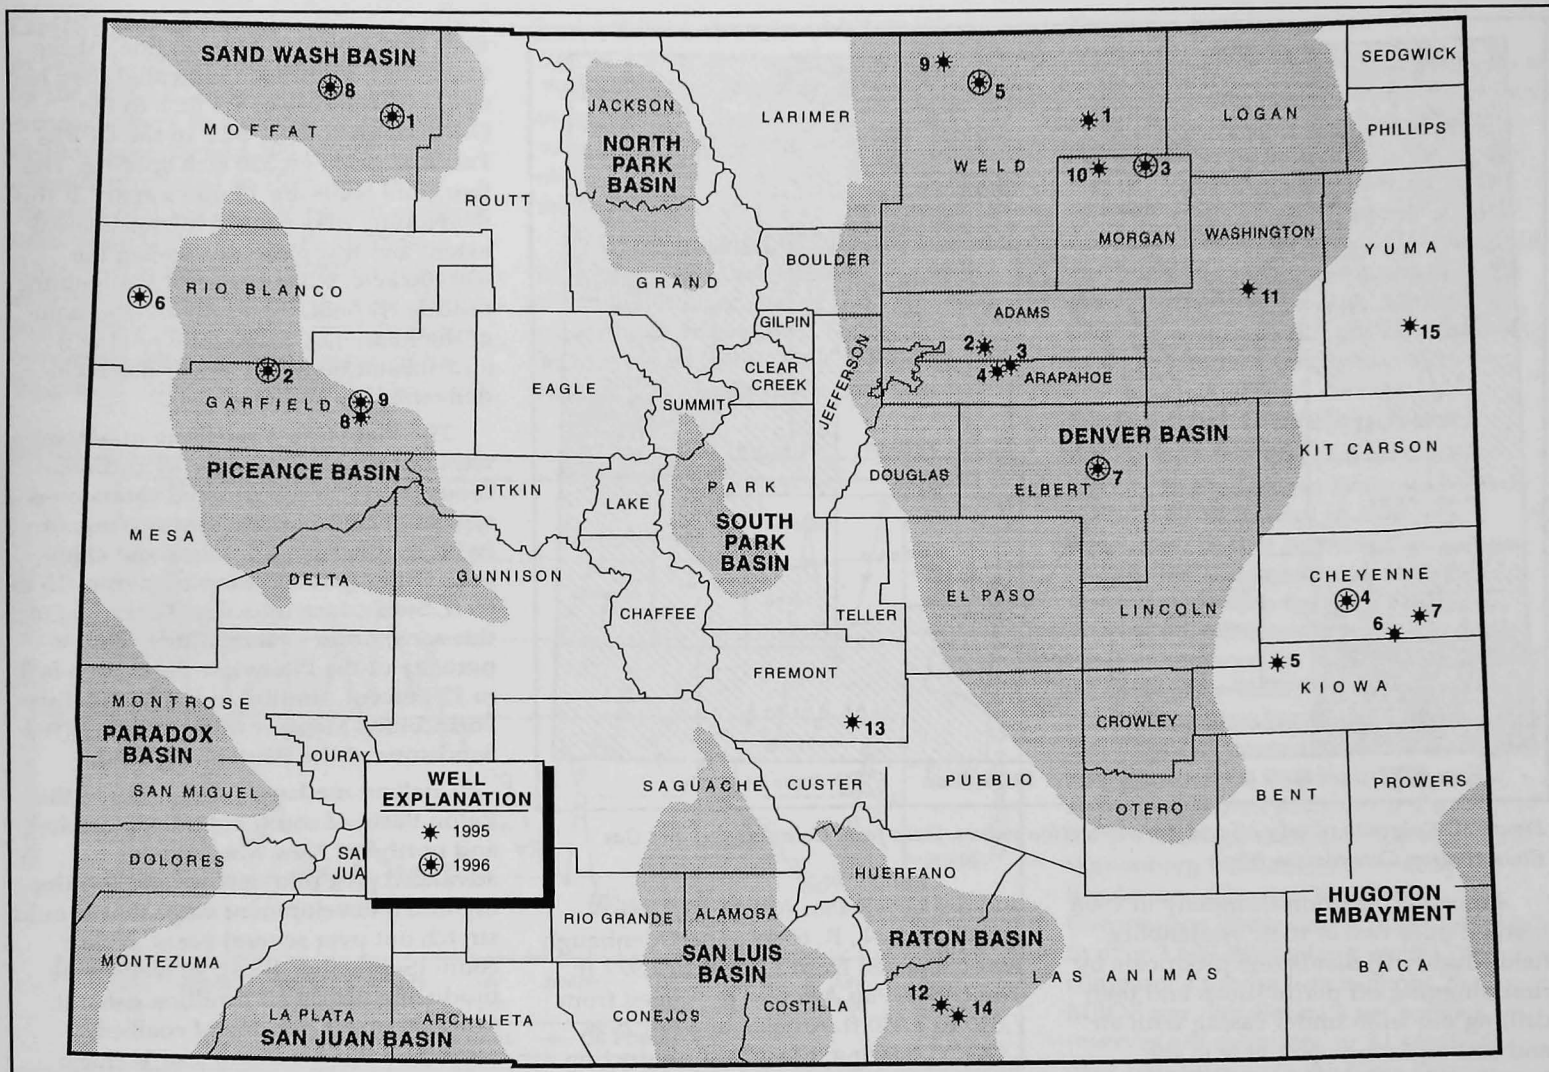 SAND WASH BASIN
8
1
MOFFAT
ROUTT
JACKSON
NORTH
PARK
BASIN
LARIMER
9
5
1
WELD
10
3
MORGAN
LOGAN
SEDGWICK
PHILLIPS
WASHINGTON
11
YUMA
15
6
RIO BLANCO
2
GARFIELD
9
8
GRAND
BOULDER
GILPIN
CLEAR
CREEK
JEFFERSON
EAGLE
SUMMIT
ADAMS
2
3
4
ARAPAHOE
PICEANCE BASIN
PITKIN
LAKE
PARK
SOUTH
PARK
BASIN
DOUGLAS
DENVER BASIN
ELBERT
7
KIT CARSON
MESA
DELTA
GUNNISON
CHAFFEE
TELLER
EL PASO
LINCOLN
CHEYENNE
4
7
6
5
KIOWA
FREMONT
13
CROWLEY
MONTROSE
PARADOX
BASIN
OURAY
SAN MIGUEL
DOLORES
SAN
JUA
WELL
EXPLANATION
1995
1996
SAGUACHE
CUSTER
PUEBLO
OTERO
BENT
PROWERS
HUERFANO
HUGOTON
EMBAYMENT
MONTEZUMA
LA PLATA
SAN JUAN BASIN
ARCHULETA
RIO GRANDE
ALAMOSA
SAN LUIS
BASIN
CONEJOS
COSTILLA
RATON BASIN
12
14
LAS ANIMAS
BACA